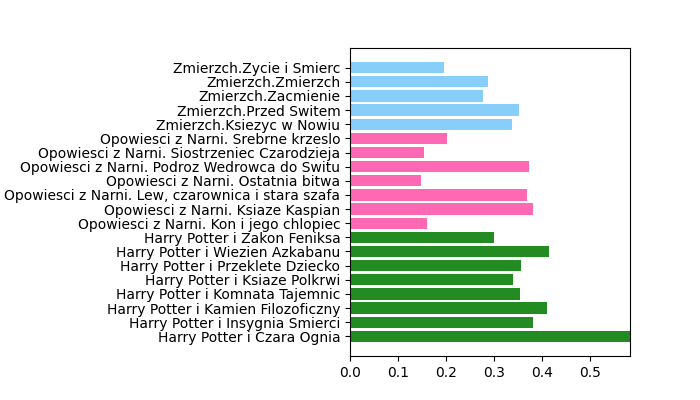 Zmierzch.Zycie i Smierc
Zmierzch.Zmierzch
Zmierzch.Zacmienie
Zmierzch.Przed Switem
Zmierzch.Ksiezyc w Nowiu
Opowiesci z Narni. Srebrne krzeslo
Opowiesci z Narni. Siostrzeniec Czarodzieja
Opowiesci z Narni. Podroz Wedrowca do Switu
Opowiesci z Narni. Ostatnia bitwa
Opowiesci z Narni. Lew, czarownica i stara szafa
Opowiesci z Narni. Ksiaze Kaspian
Opowiesci z Narni. Kon i jego chlopiec
Harry Potter i Zakon Feniksa
Harry Potter i Wiezien Azkabanu
Harry Potter i Przeklete Dziecko
Harry Potter i Ksiaze Polkrwi
Harry Potter i Komnata Tajemnic
Harry Potter i Kamien Filozoficzny
Harry Potter i Insygnia Smierci
Harry Potter i Czara Ognia
0.0 0.1 0.2 0.3 0.4 0.5